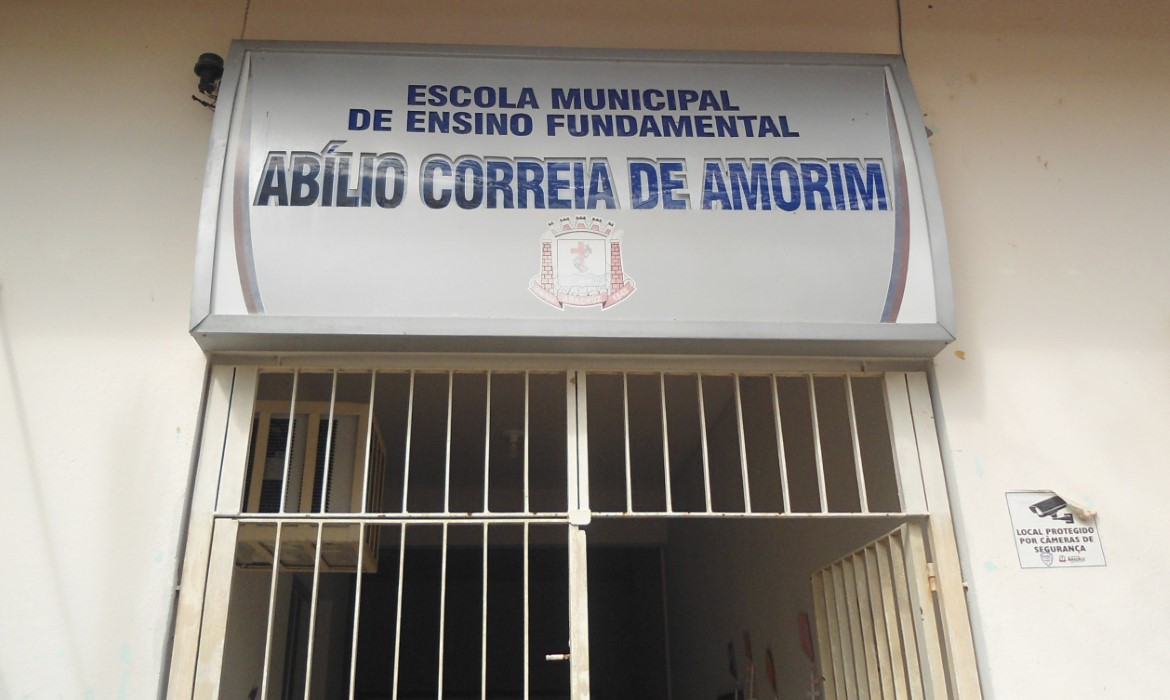 ESCOLA MUNICIPAL
DE ENSINO FUNDAMENTAL
ABÍLIO CORREIA DE AMORIM
LOCAL PROTEGIDO
POR CÂMERAS DE
SEGURANÇA